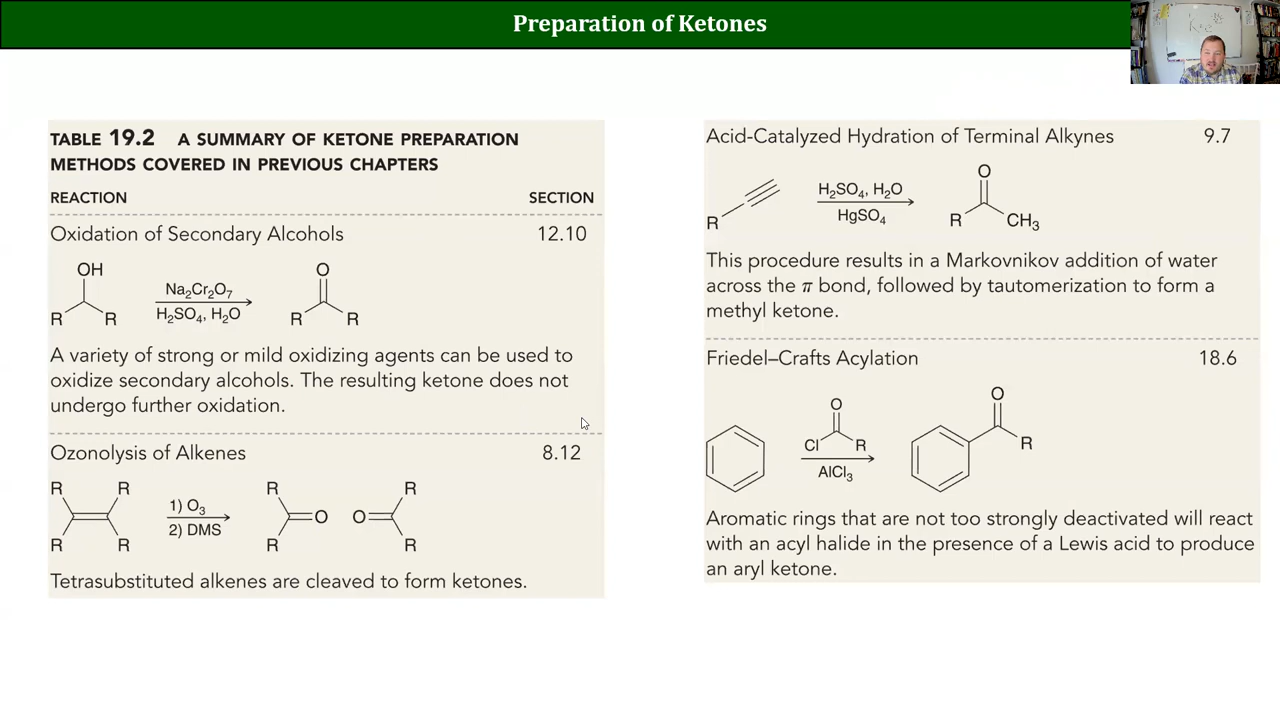 Preparation of Ketones
TABLE 19.2 A SUMMARY OF KETONE PREPARATION
METHODS COVERED IN PREVIOUS CHAPTERS
REACTION SECTION
Oxidation of Secondary Alcohols 12.10
OH
R R
Na₂Cr₂O₇
H₂SO₄, H₂O
O
R R
A variety of strong or mild oxidizing agents can be used to
oxidize secondary alcohols. The resulting ketone does not
undergo further oxidation.
Ozonolysis of Alkenes 8.12
R R
R R
1) O₃
2) DMS
R R
O O
R R
Tetrasubstituted alkenes are cleaved to form ketones.
Acid-Catalyzed Hydration of Terminal Alkynes 9.7
R
H₂SO₄, H₂O
HgSO₄
O
R CH₃
This procedure results in a Markovnikov addition of water
across the π bond, followed by tautomerization to form a
methyl ketone.
Friedel–Crafts Acylation 18.6
O
Cl R
AlCl₃
O
R
Aromatic rings that are not too strongly deactivated will react
with an acyl halide in the presence of a Lewis acid to produce
an aryl ketone.